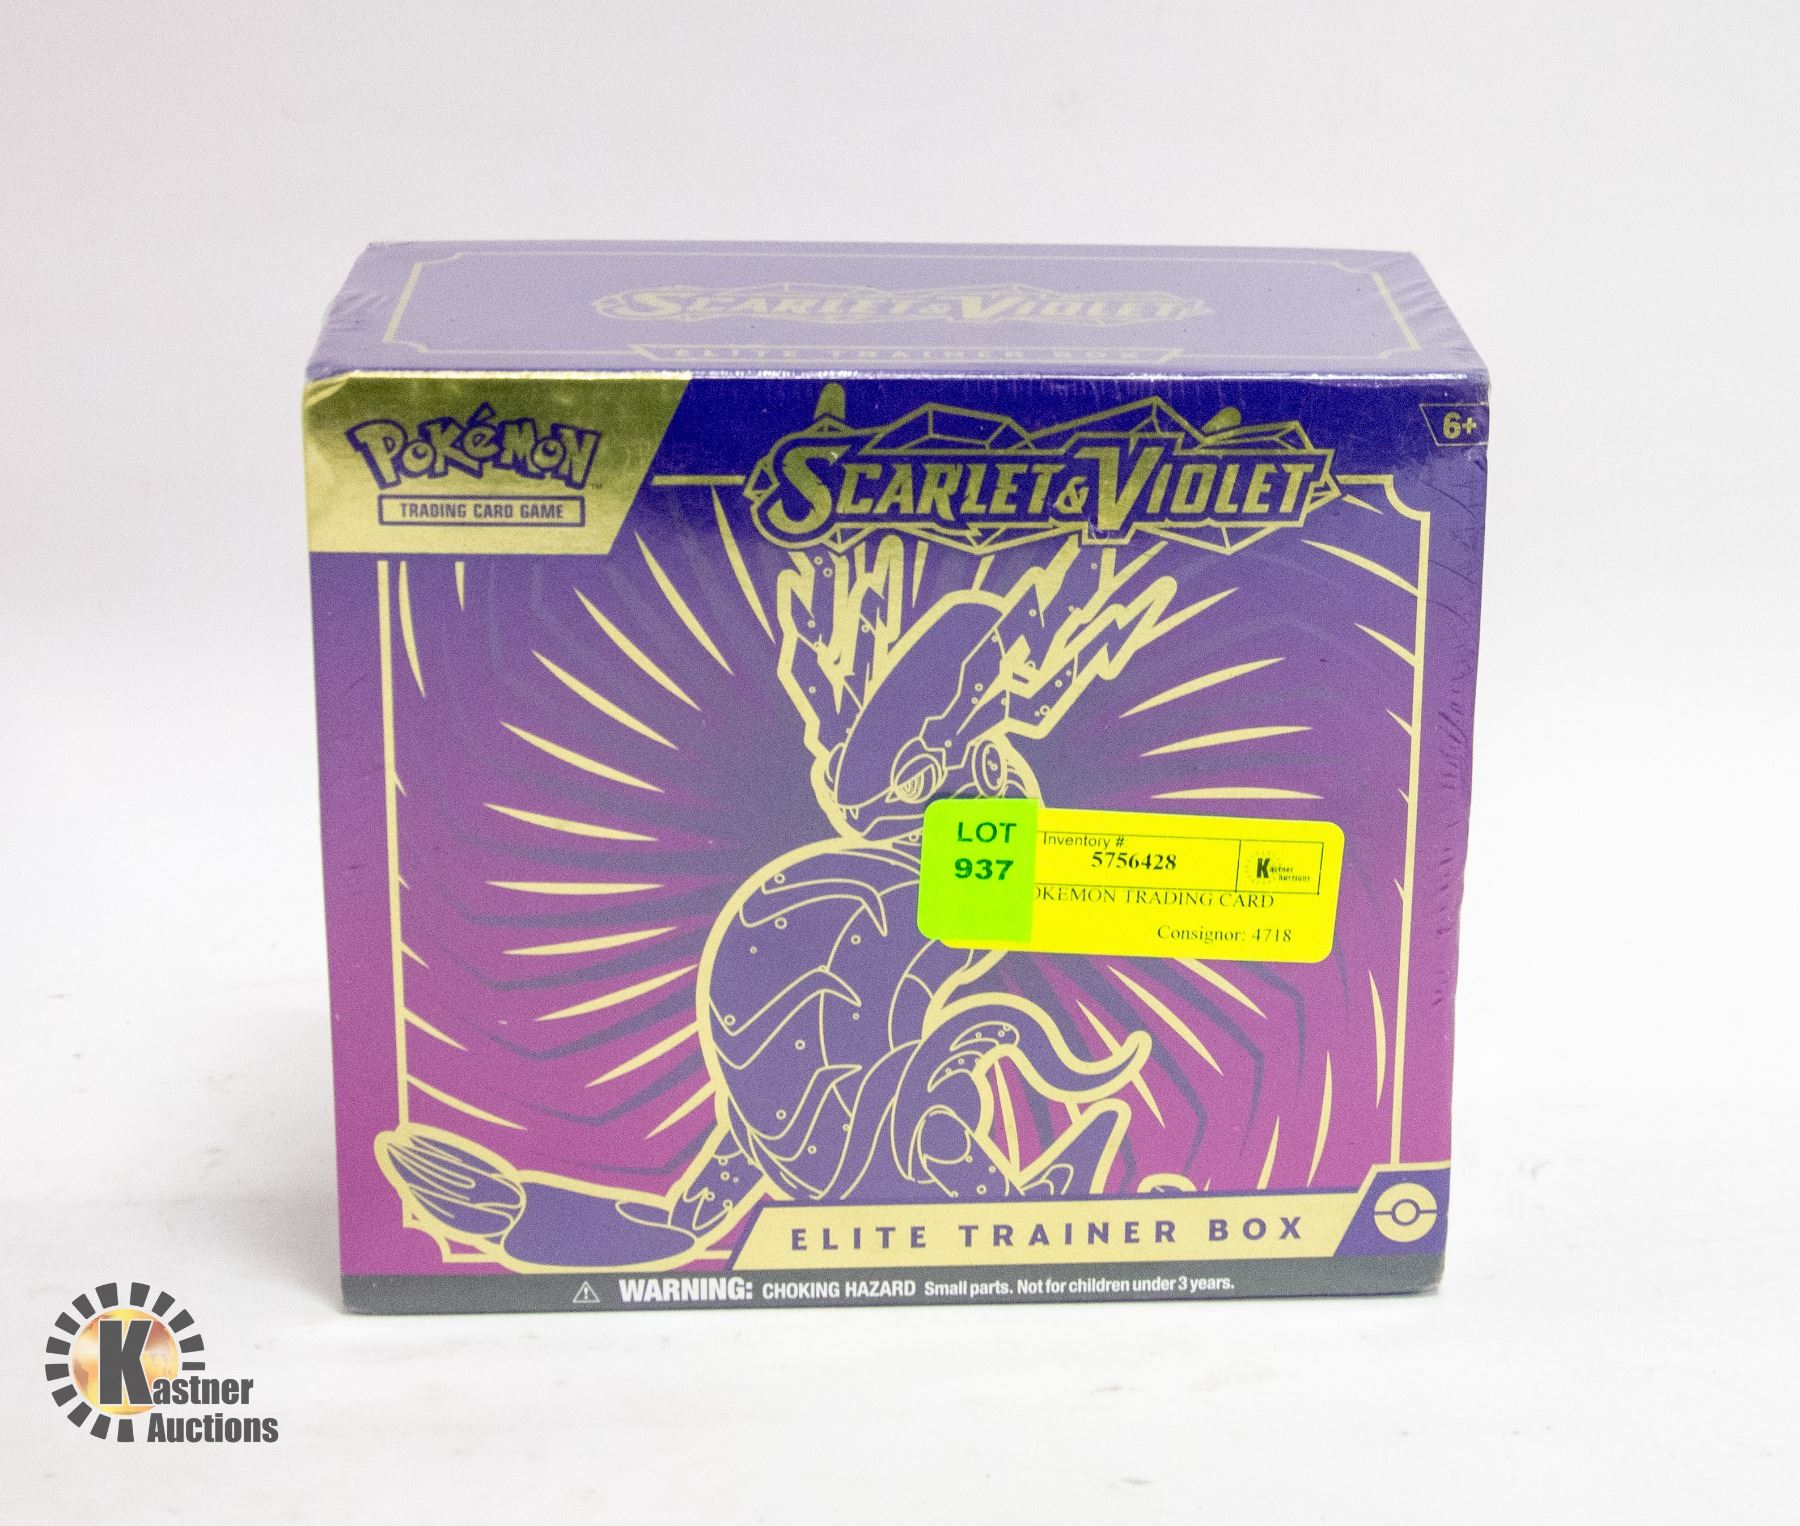 SCARLET & VIOLET
ELITE TRAINER BOX
POKéMON™
TRADING CARD GAME
SCARLET & VIOLET
6+
LOT
937
Inventory #
5756428
Kastner
Auctions
OKEMON TRADING CARD
Consignor: 4718
ELITE TRAINER BOX
WARNING: CHOKING HAZARD Small parts. Not for children under 3 years.
Kastner
Auctions